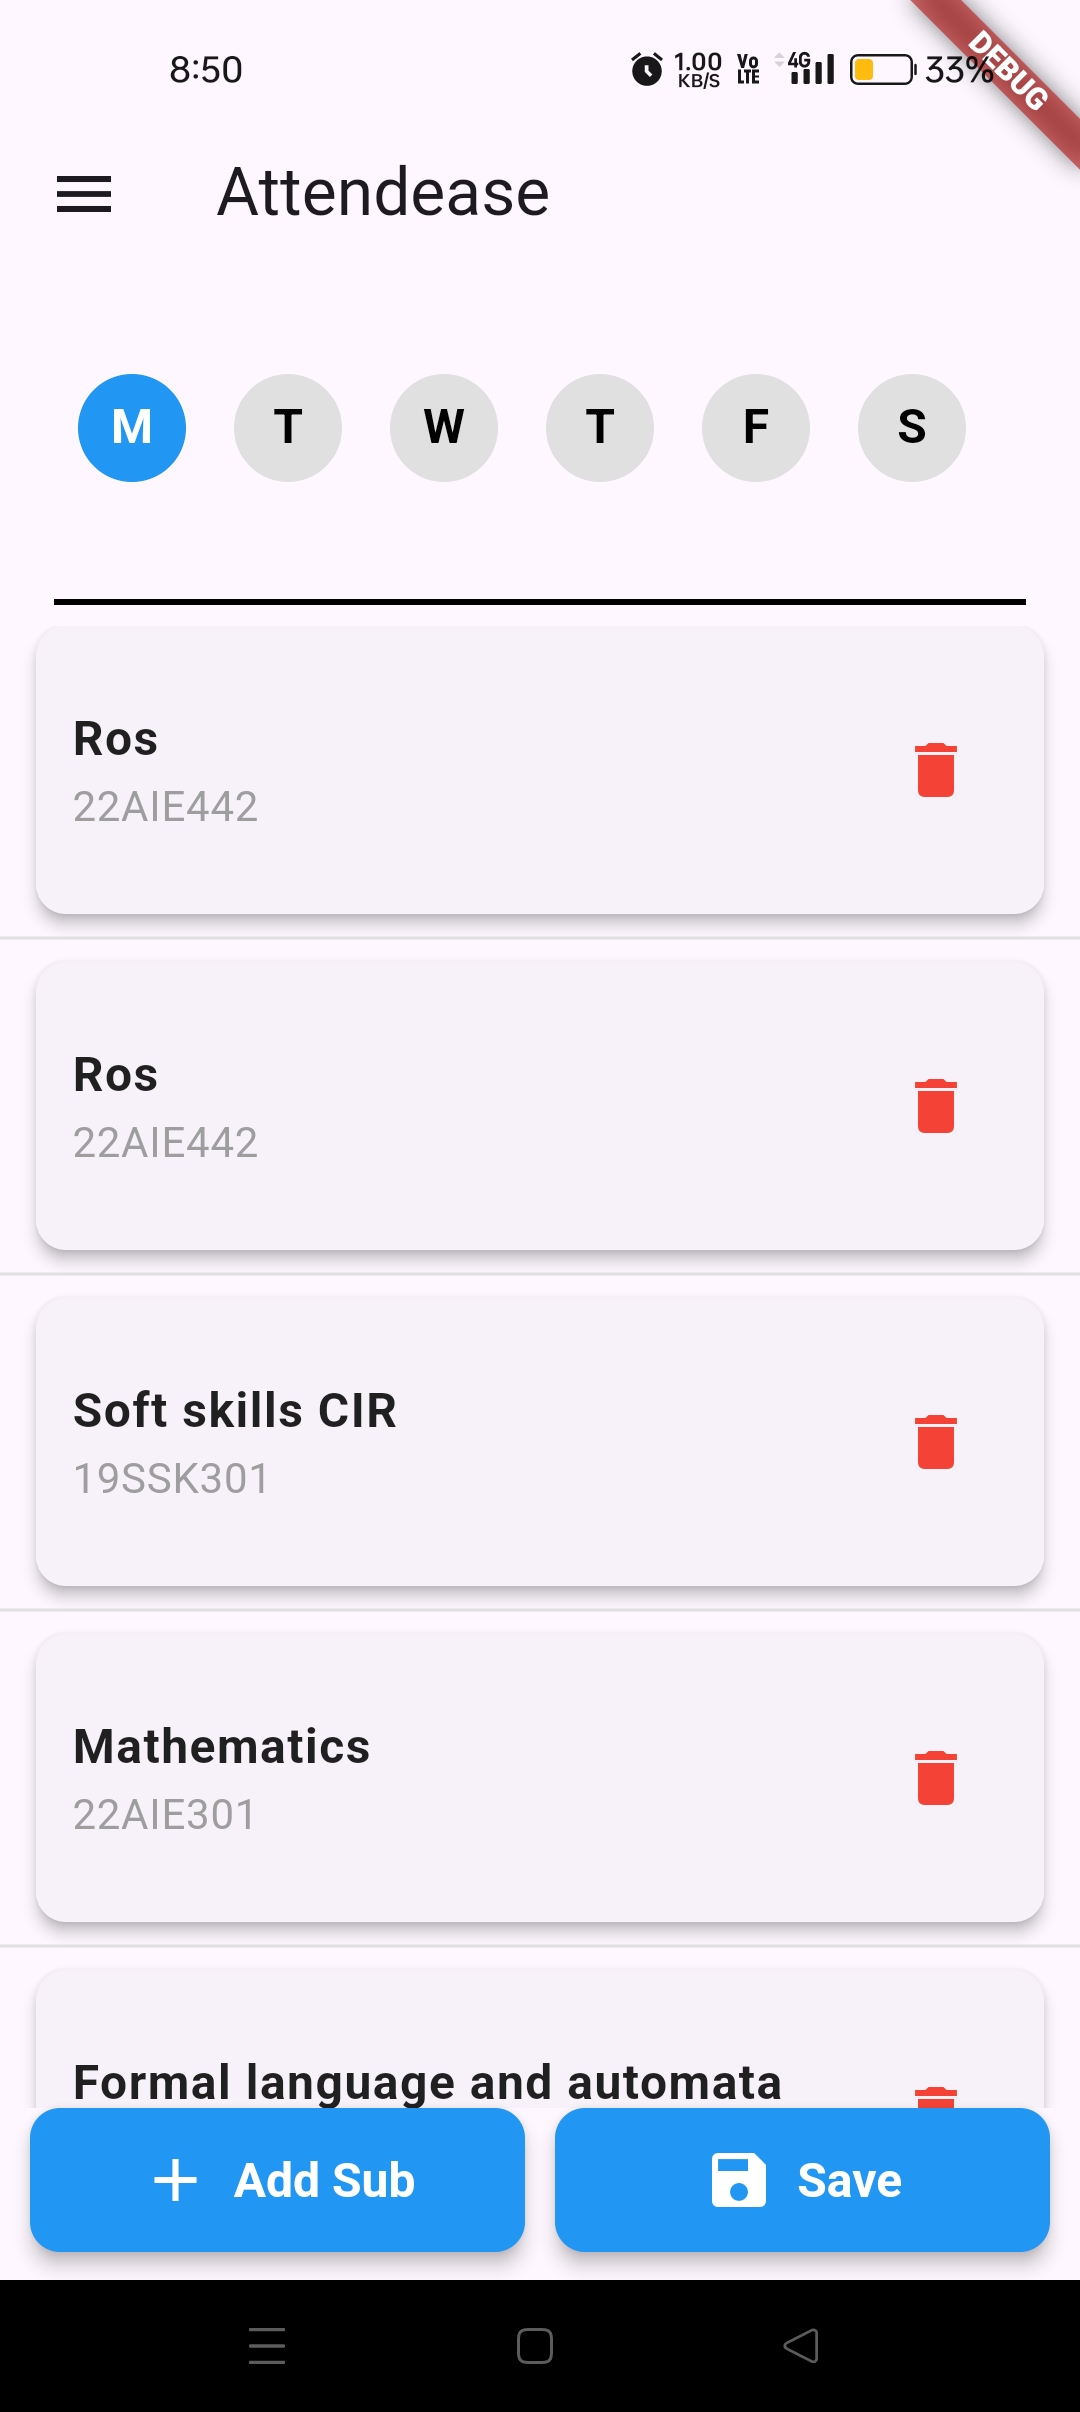 8:50 1.00 KB/S Vo LTE 4G 33%
DEBUG
Attendease
M T W T F S
Ros
22AIE442
Ros
22AIE442
Soft skills CIR
19SSK301
Mathematics
22AIE301
Formal language and automata
Add Sub
Save